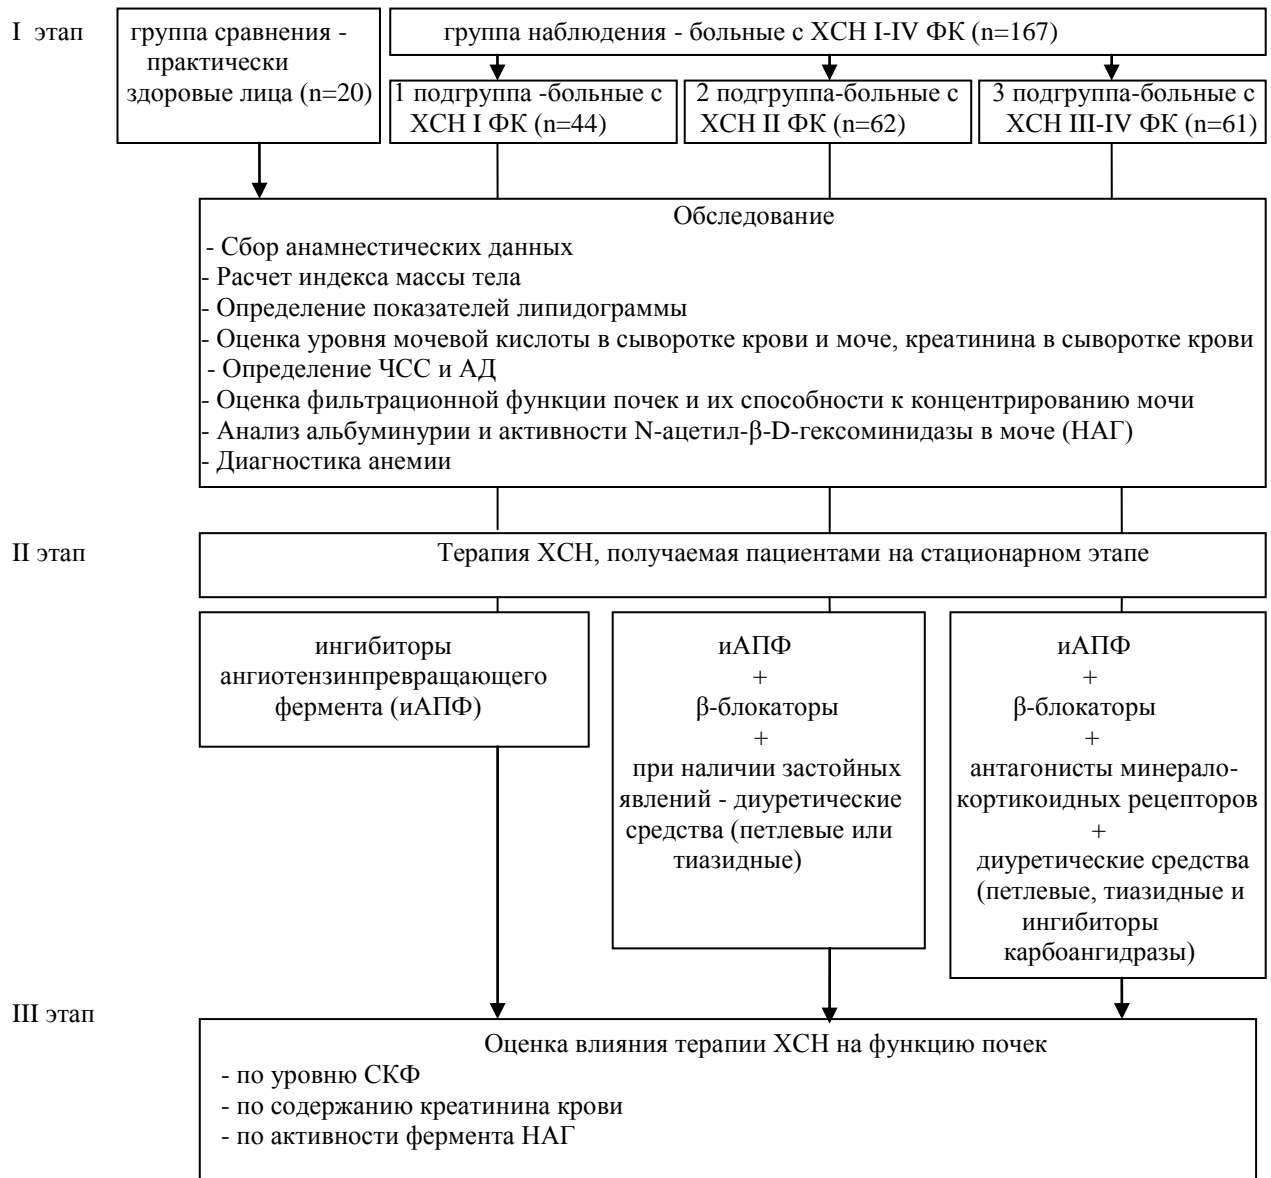 I этап
группа сравнения -
практически
здоровые лица (n=20)
группа наблюдения - больные с ХСН I-IV ФК (n=167)
1 подгруппа -больные с
ХСН I ФК (n=44)
2 подгруппа-больные с
ХСН II ФК (n=62)
3 подгруппа-больные с
ХСН III-IV ФК (n=61)
Обследование
- Сбор анамнестических данных
- Расчет индекса массы тела
- Определение показателей липидограммы
- Оценка уровня мочевой кислоты в сыворотке крови и моче, креатинина в сыворотке крови
- Определение ЧСС и АД
- Оценка фильтрационной функции почек и их способности к концентрированию мочи
- Анализ альбуминурии и активности N-ацетил-β-D-гексоминидазы в моче (НАГ)
- Диагностика анемии
II этап
Терапия ХСН, получаемая пациентами на стационарном этапе
ингибиторы
ангиотензинпревращающего
фермента (иАПФ)
иАПФ
+
β-блокаторы
+
при наличии застойных
явлений - диуретические
средства (петлевые или
тиазидные)
иАПФ
+
β-блокаторы
+
антагонисты минерало-
кортикоидных рецепторов
+
диуретические средства
(петлевые, тиазидные и
ингибиторы
карбоангидразы)
III этап
Оценка влияния терапии ХСН на функцию почек
- по уровню СКФ
- по содержанию креатинина крови
- по активности фермента НАГ